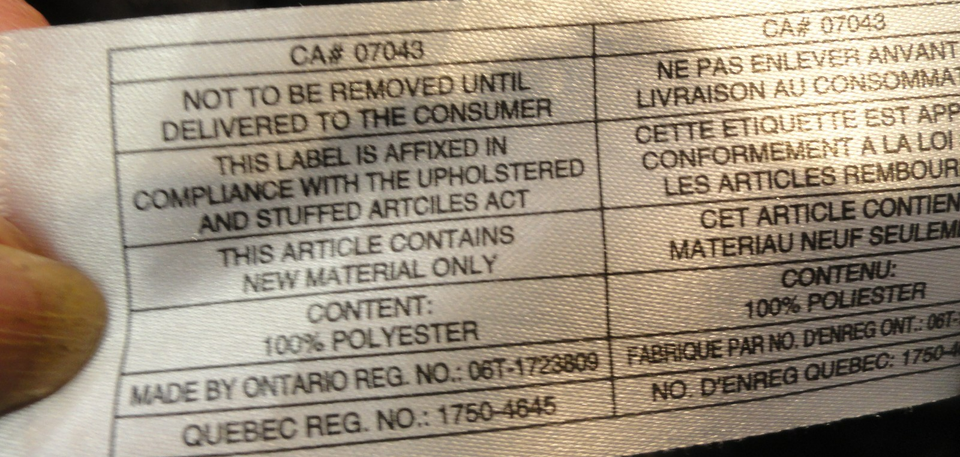 CA# 07043
NOT TO BE REMOVED UNTIL
DELIVERED TO THE CONSUMER
THIS LABEL IS AFFIXED IN
COMPLIANCE WITH THE UPHOLSTERED
AND STUFFED ARTCILES ACT
THIS ARTICLE CONTAINS
NEW MATERIAL ONLY
CONTENT:
100% POLYESTER
MADE BY ONTARIO REG. NO.: 06T-1723809
QUEBEC REG. NO.: 1750-4645
CA# 07043
NE PAS ENLEVER ANVANT
LIVRAISON AU CONSOMMAT
CETTE ETIQUETTE EST APP
CONFORMEMENT A LA LOI
LES ARTICLES REMBOUR
CET ARTICLE CONTIEN
MATERIAU NEUF SEULEM
CONTENU:
100% POLIESTER
FABRIQUE PAR NO. D'ENREG ONT.: 06T-
NO. D'ENREG QUEBEC: 1750-4